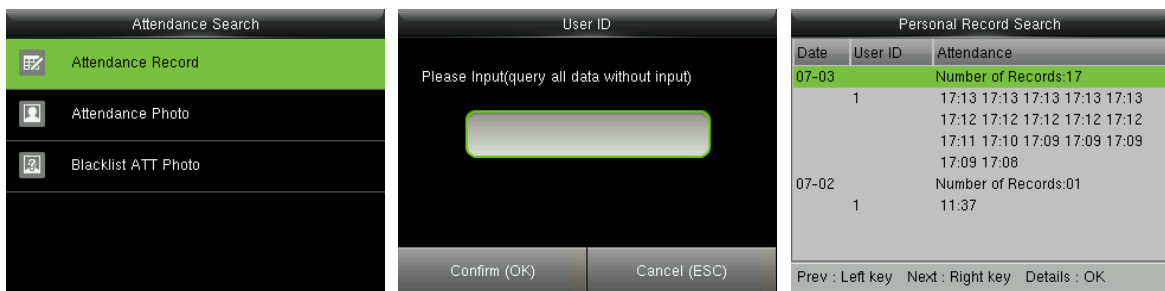 Attendance Search
Attendance Record
Attendance Photo
Blacklist ATT Photo
User ID
Please Input(query all data without input)
Confirm (OK) Cancel (ESC)
Personal Record Search
Date User ID Attendance
07-03 Number of Records:17
1 17:13 17:13 17:13 17:13 17:13
17:12 17:12 17:12 17:12 17:12
17:11 17:10 17:09 17:09 17:09
17:09 17:08
07-02 Number of Records:01
1 11:37
Prev : Left key Next : Right key Details : OK